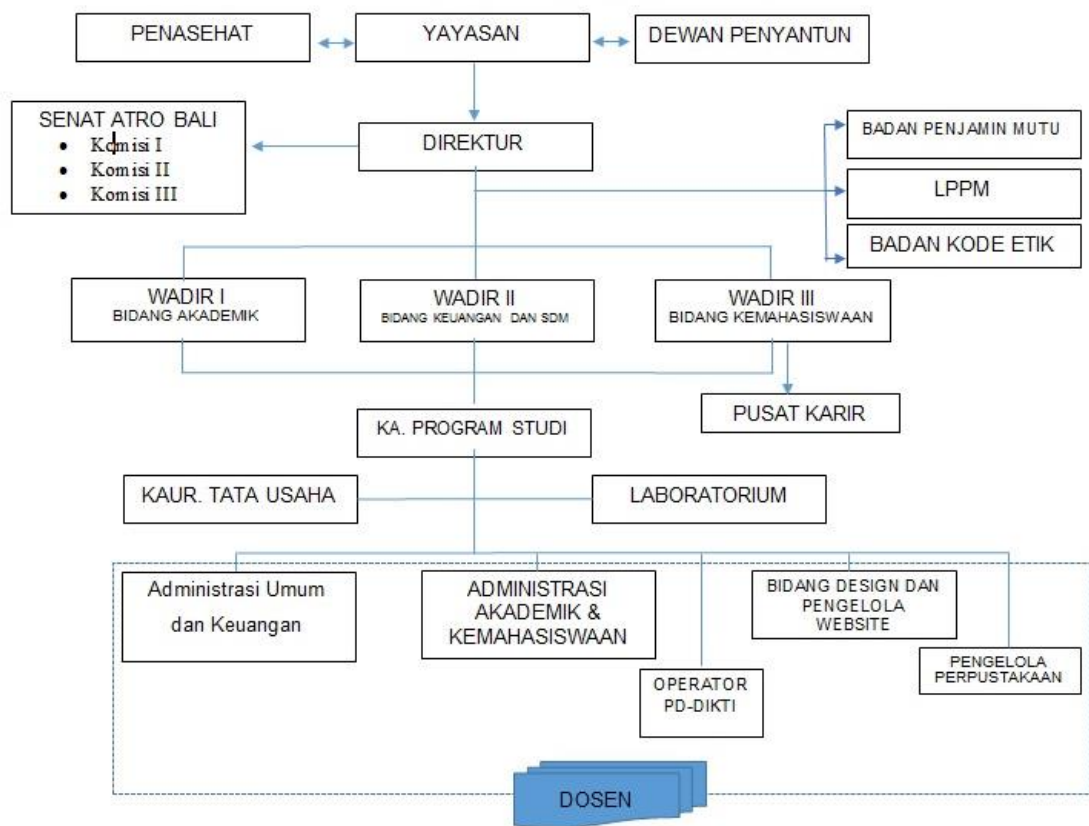 PENASEHAT
YAYASAN
DEWAN PENYANTUN
SENAT ATRO BALI
• Komisi I
• Komisi II
• Komisi III
DIREKTUR
BADAN PENJAMIN MUTU
LPPM
BADAN KODE ETIK
WADIR I
BIDANG AKADEMIK
WADIR II
BIDANG KEUANGAN DAN SDM
WADIR III
BIDANG KEMAHASISWAAN
PUSAT KARIR
KA. PROGRAM STUDI
KAUR. TATA USAHA
LABORATORIUM
Administrasi Umum
dan Keuangan
ADMINISTRASI
AKADEMIK &
KEMAHASISWAAN
OPERATOR
PD-DIKTI
BIDANG DESIGN DAN
PENGELOLA
WEBSITE
PENGELOLA
PERPUSTAKAAN
DOSEN